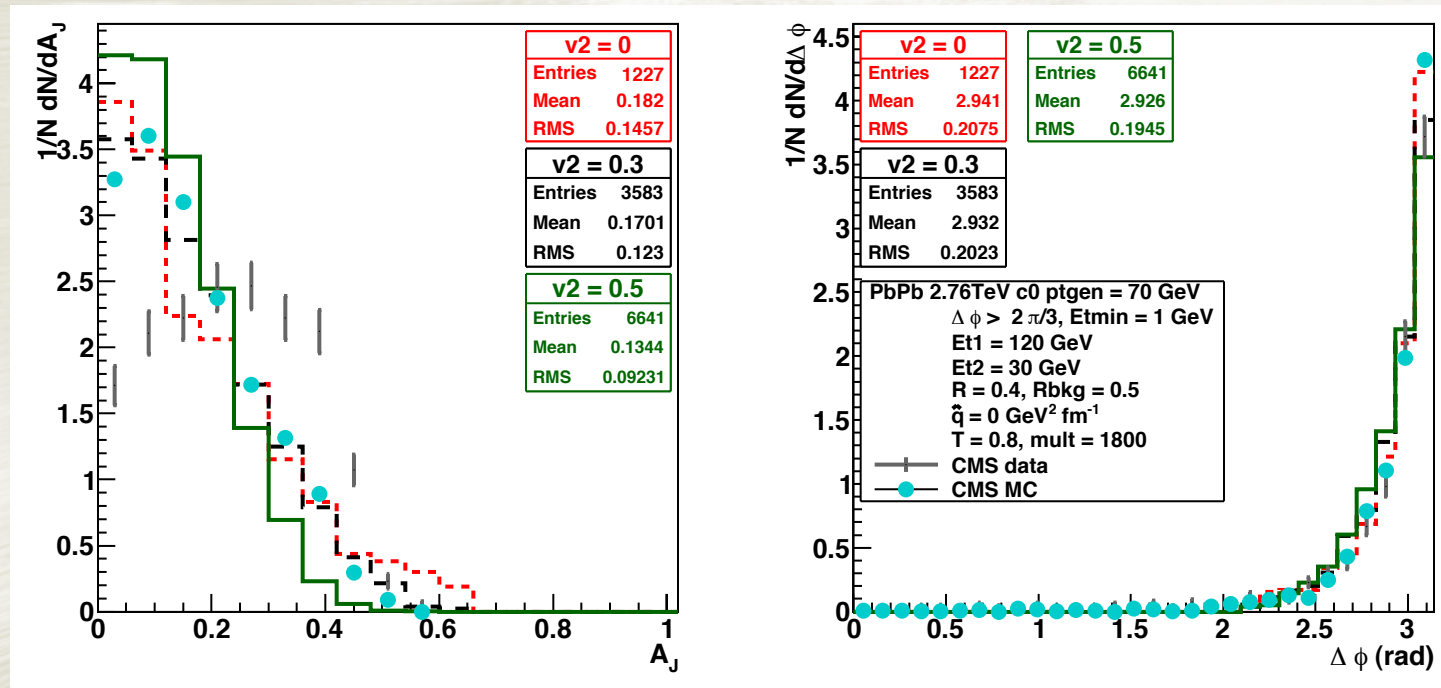 1/N dN/dA_J
4
3.5
3
2.5
2
1.5
1
0.5
0
0 0.2 0.4 0.6 0.8 1
A_J
v2 = 0
Entries 1227
Mean 0.182
RMS 0.1457
v2 = 0.3
Entries 3583
Mean 0.1701
RMS 0.123
v2 = 0.5
Entries 6641
Mean 0.1344
RMS 0.09231
1/N dN/dΔ ϕ
4.5
4
3.5
3
2.5
2
1.5
1
0.5
0
0 0.5 1 1.5 2 2.5 3
Δ ϕ (rad)
v2 = 0
Entries 1227
Mean 2.941
RMS 0.2075
v2 = 0.5
Entries 6641
Mean 2.926
RMS 0.1945
v2 = 0.3
Entries 3583
Mean 2.932
RMS 0.2023
PbPb 2.76TeV c0 ptgen = 70 GeV
Δ ϕ > 2 π/3, Etmin = 1 GeV
Et1 = 120 GeV
Et2 = 30 GeV
R = 0.4, Rbkg = 0.5
q̂ = 0 GeV² fm⁻¹
T = 0.8, mult = 1800
CMS data
CMS MC